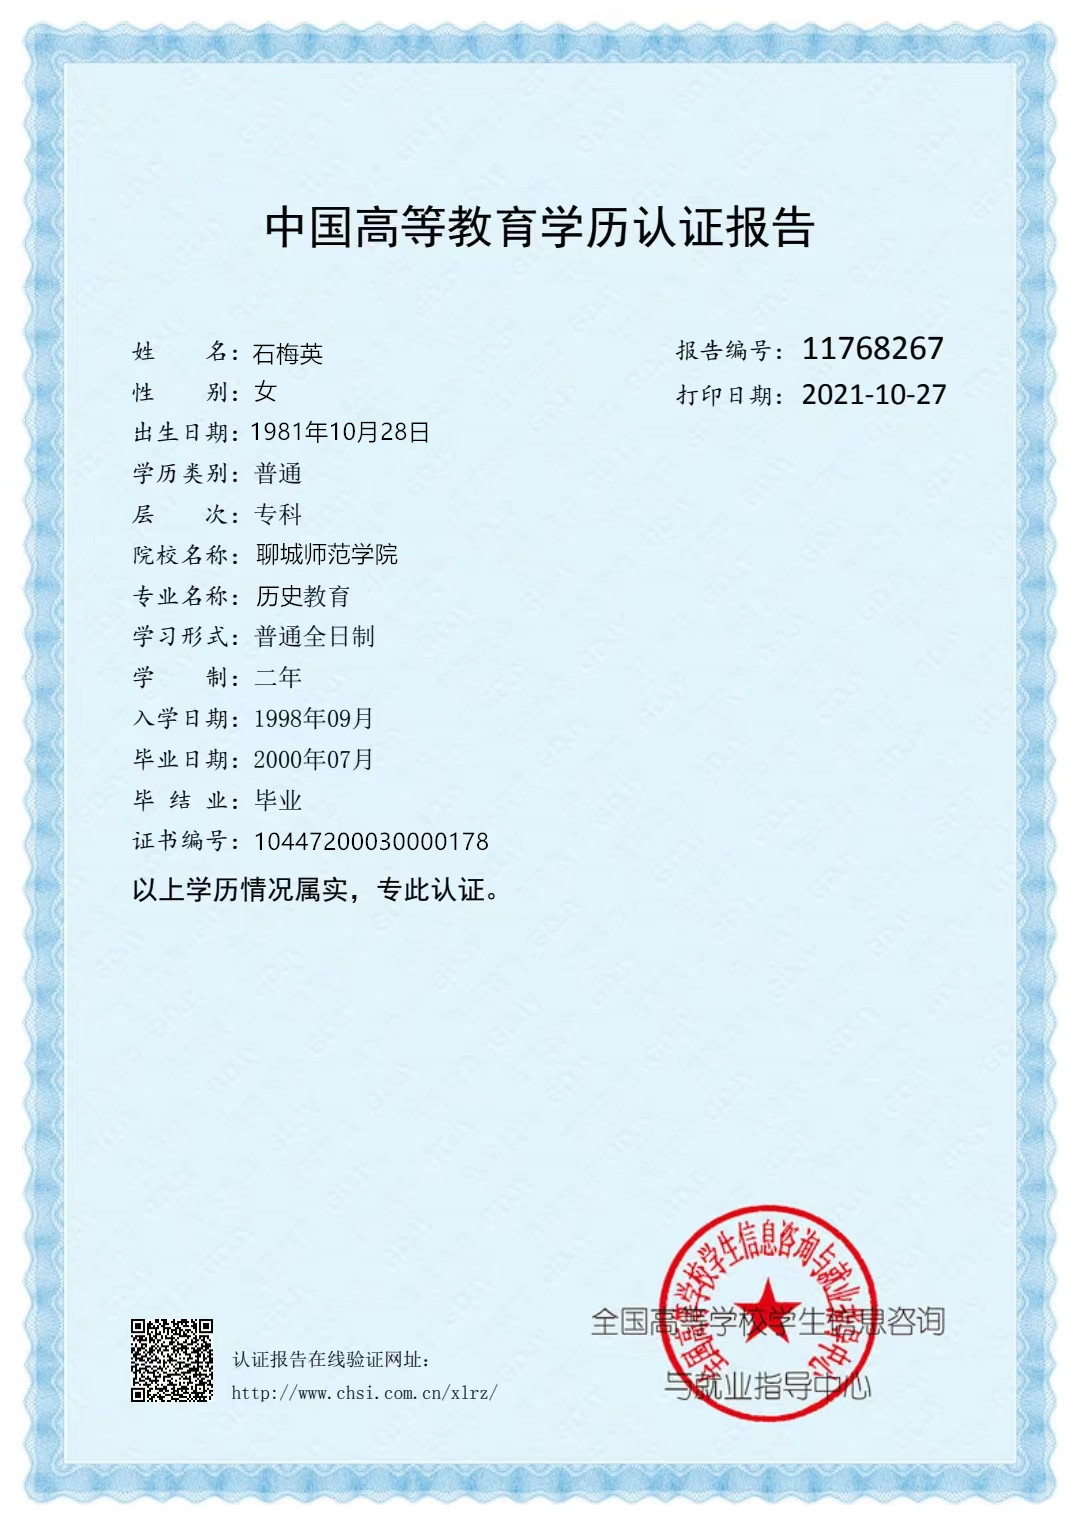 中国高等教育学历认证报告
姓 名：石梅英
报告编号：11768267
性 别：女
打印日期：2021-10-27
出生日期：1981年10月28日
学历类别：普通
层 次：专科
院校名称：聊城师范学院
专业名称：历史教育
学习形式：普通全日制
学 制：二年
入学日期：1998年09月
毕业日期：2000年07月
毕 结 业：毕业
证书编号：10447200030000178
以上学历情况属实，专此认证。
全国高等学校学生信息咨询与就业指导中心
全国高等学校学生信息咨询
与就业指导中心
认证报告在线验证网址：
http://www.chsi.com.cn/xlrz/